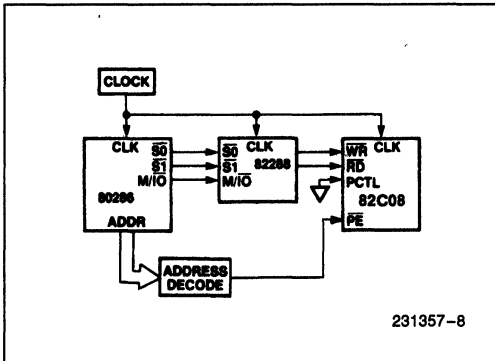 CLOCK
CLK
S0
S1
M/IO
80286
ADDR
CLK
S0
82288
S1
M/IO
CLK
WR
RD
PCTL
82C08
PE
ADDRESS
DECODE
231357-8